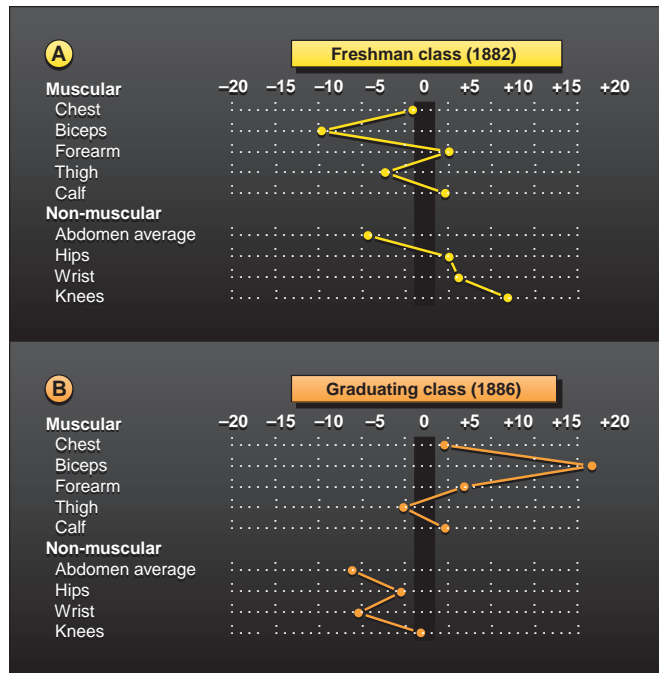 A
Freshman class (1882)
–20 –15 –10 –5 0 +5 +10 +15 +20
Muscular
Chest
Biceps
Forearm
Thigh
Calf
Non-muscular
Abdomen average
Hips
Wrist
Knees
B
Graduating class (1886)
–20 –15 –10 –5 0 +5 +10 +15 +20
Muscular
Chest
Biceps
Forearm
Thigh
Calf
Non-muscular
Abdomen average
Hips
Wrist
Knees